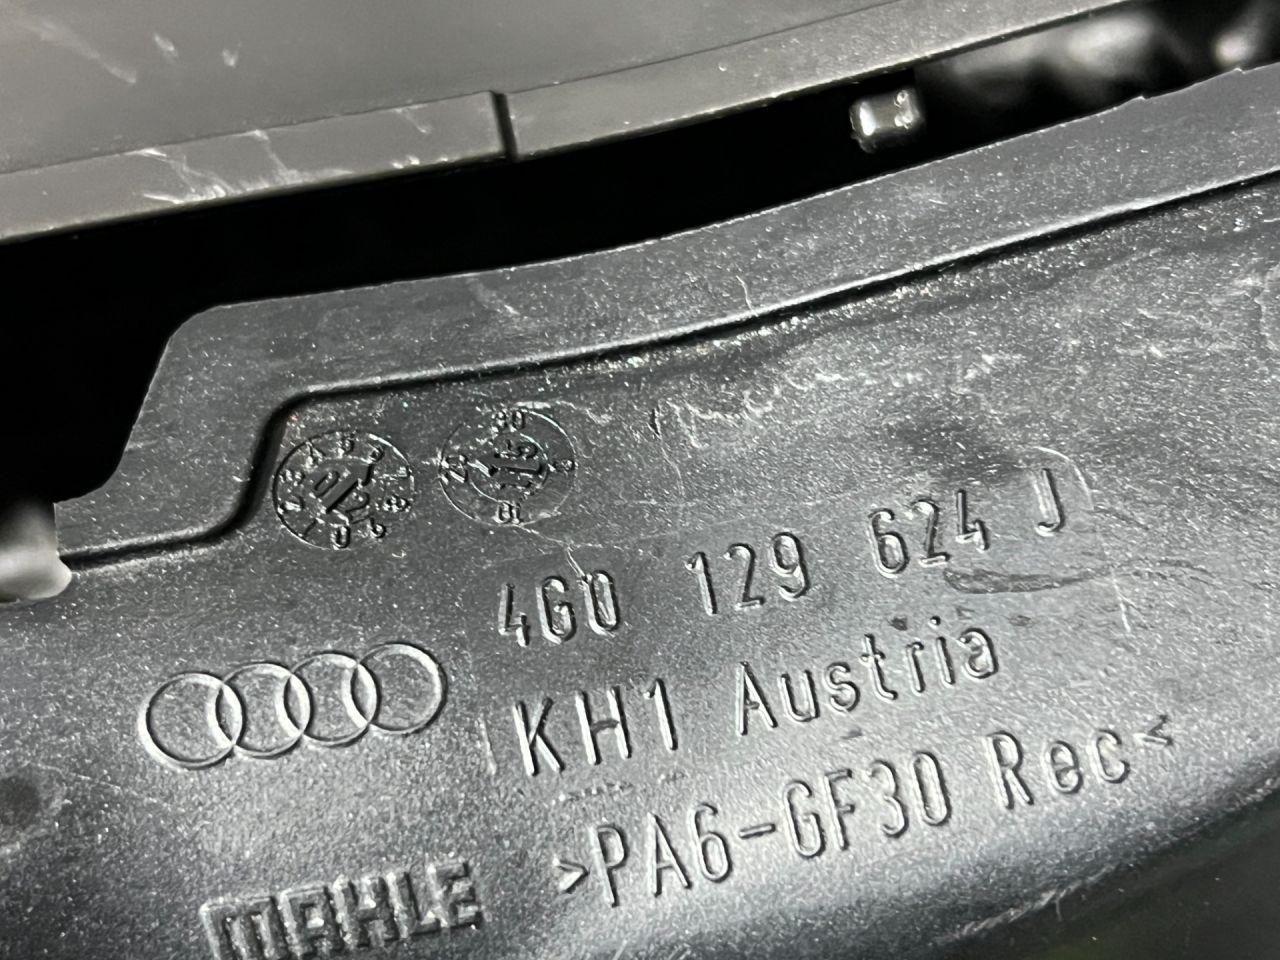 4G0 129 624 J
KH1 Austria
>PA6-GF30 Rec<
MAHLE